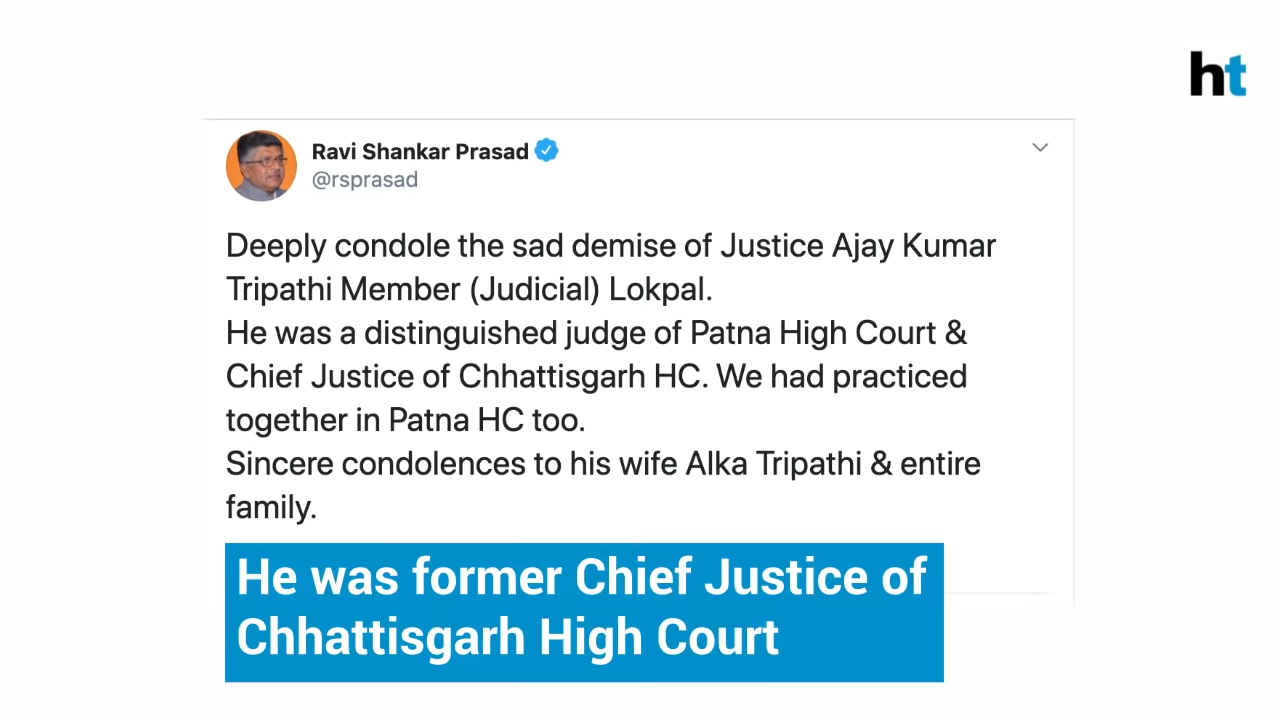 ht
Ravi Shankar Prasad
@rsprasad
Deeply condole the sad demise of Justice Ajay Kumar
Tripathi Member (Judicial) Lokpal.
He was a distinguished judge of Patna High Court &
Chief Justice of Chhattisgarh HC. We had practiced
together in Patna HC too.
Sincere condolences to his wife Alka Tripathi & entire
family.
He was former Chief Justice of
Chhattisgarh High Court